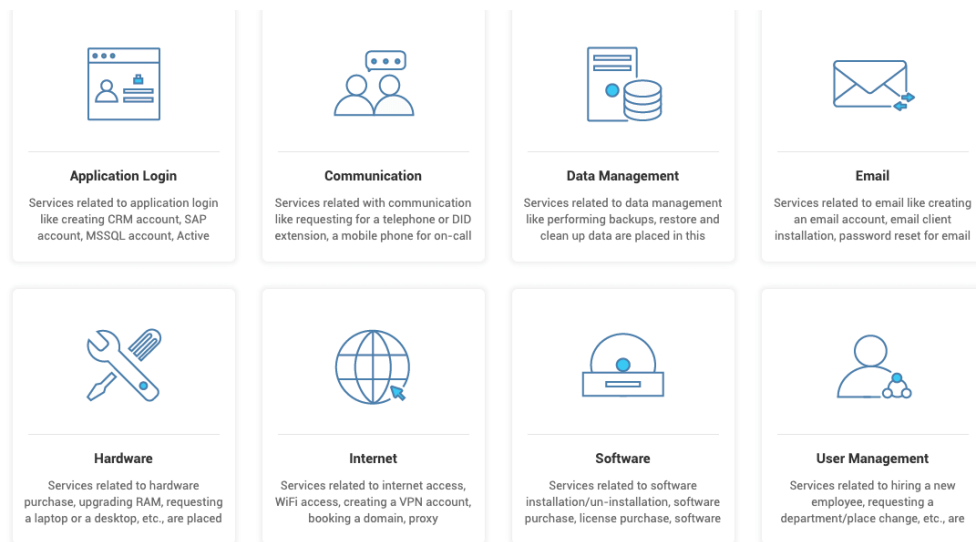 Application Login
Services related to application login
like creating CRM account, SAP
account, MSSQL account, Active
Communication
Services related with communication
like requesting for a telephone or DID
extension, a mobile phone for on-call
Data Management
Services related to data management
like performing backups, restore and
clean up data are placed in this
Email
Services related to email like creating
an email account, email client
installation, password reset for email
Hardware
Services related to hardware
purchase, upgrading RAM, requesting
a laptop or a desktop, etc., are placed
Internet
Services related to internet access,
WiFi access, creating a VPN account,
booking a domain, proxy
Software
Services related to software
installation/un-installation, software
purchase, license purchase, software
User Management
Services related to hiring a new
employee, requesting a
department/place change, etc., are